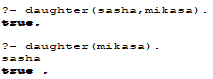 ?- daughter(sasha,mikasa).
true.
?- daughter(mikasa).
sasha
true .